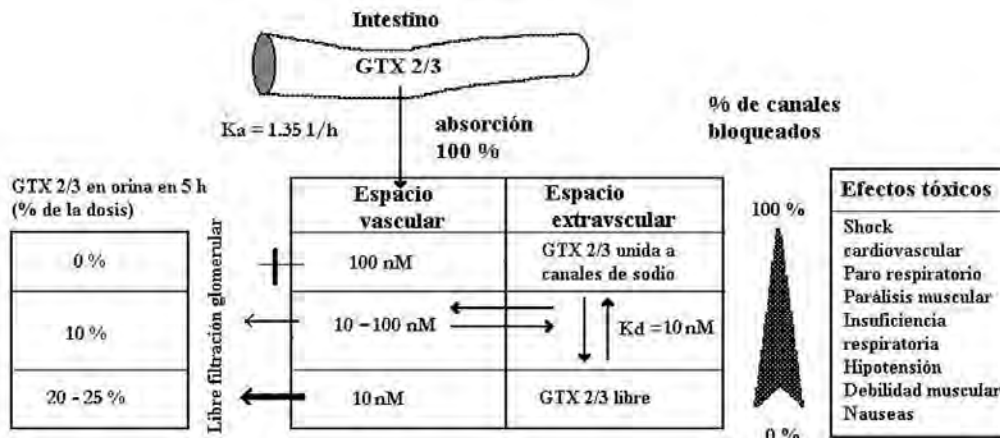 Intestino
GTX 2/3
Ka = 1.35 1/h
absorción
100 %
% de canales
bloqueados
GTX 2/3 en orina en 5 h
(% de la dosis)
0 %
10 %
20 - 25 %
Libre filtración glomerular
Espacio
vascular
100 nM
10 - 100 nM
10 nM
Espacio
extravscular
GTX 2/3 unida a
canales de sodio
Kd = 10 nM
GTX 2/3 libre
100 %
0 %
Efectos tóxicos
Shock
cardiovascular
Paro respiratorio
Parálisis muscular
Insuficiencia
respiratoria
Hipotensión
Debilidad muscular
Nauseas